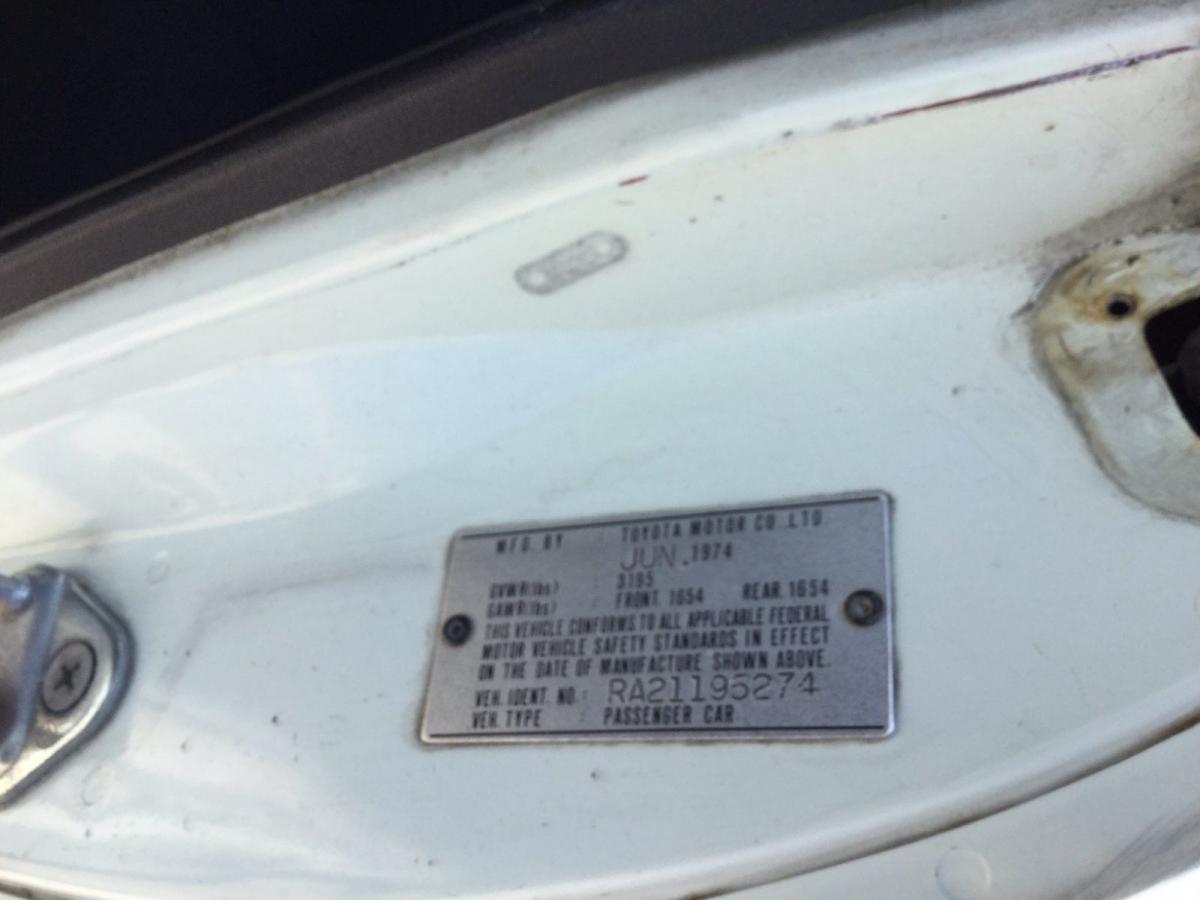 MFD. BY : TOYOTA MOTOR CO.,LTD.
JUN.1974
GVWR(lbs) : 3195
GAWR(lbs) : FRONT. 1654 REAR. 1654
THIS VEHICLE CONFORMS TO ALL APPLICABLE FEDERAL
MOTOR VEHICLE SAFETY STANDARDS IN EFFECT
ON THE DATE OF MANUFACTURE SHOWN ABOVE.
VEH. IDENT. NO.: RA21195274
VEH. TYPE : PASSENGER CAR